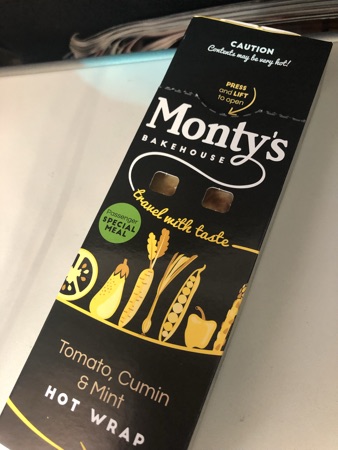 CAUTION
Contents may be very hot!
PRESS
and LIFT
to open
Monty's
BAKEHOUSE
travel with taste
Passenger
SPECIAL
MEAL
Tomato, Cumin
& Mint
HOT WRAP